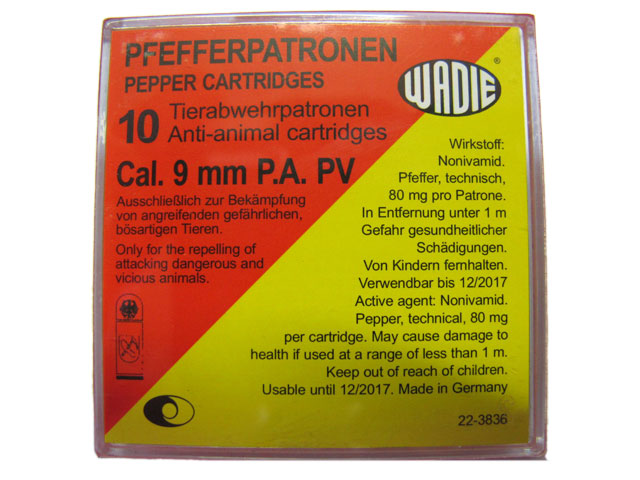 PFEFFERPATRONEN
PEPPER CARTRIDGES
10 Tierabwehrpatronen
Anti-animal cartridges
Cal. 9 mm P.A. PV
Ausschließlich zur Bekämpfung
von angreifenden gefährlichen,
bösartigen Tieren.
Only for the repelling of
attacking dangerous and
vicious animals.
WADIE®
Wirkstoff:
Nonivamid.
Pfeffer, technisch,
80 mg pro Patrone.
In Entfernung unter 1 m
Gefahr gesundheitlicher
Schädigungen.
Von Kindern fernhalten.
Verwendbar bis 12/2017
Active agent: Nonivamid.
Pepper, technical, 80 mg
per cartridge. May cause damage to
health if used at a range of less than 1 m.
Keep out of reach of children.
Usable until 12/2017. Made in Germany
22-3836